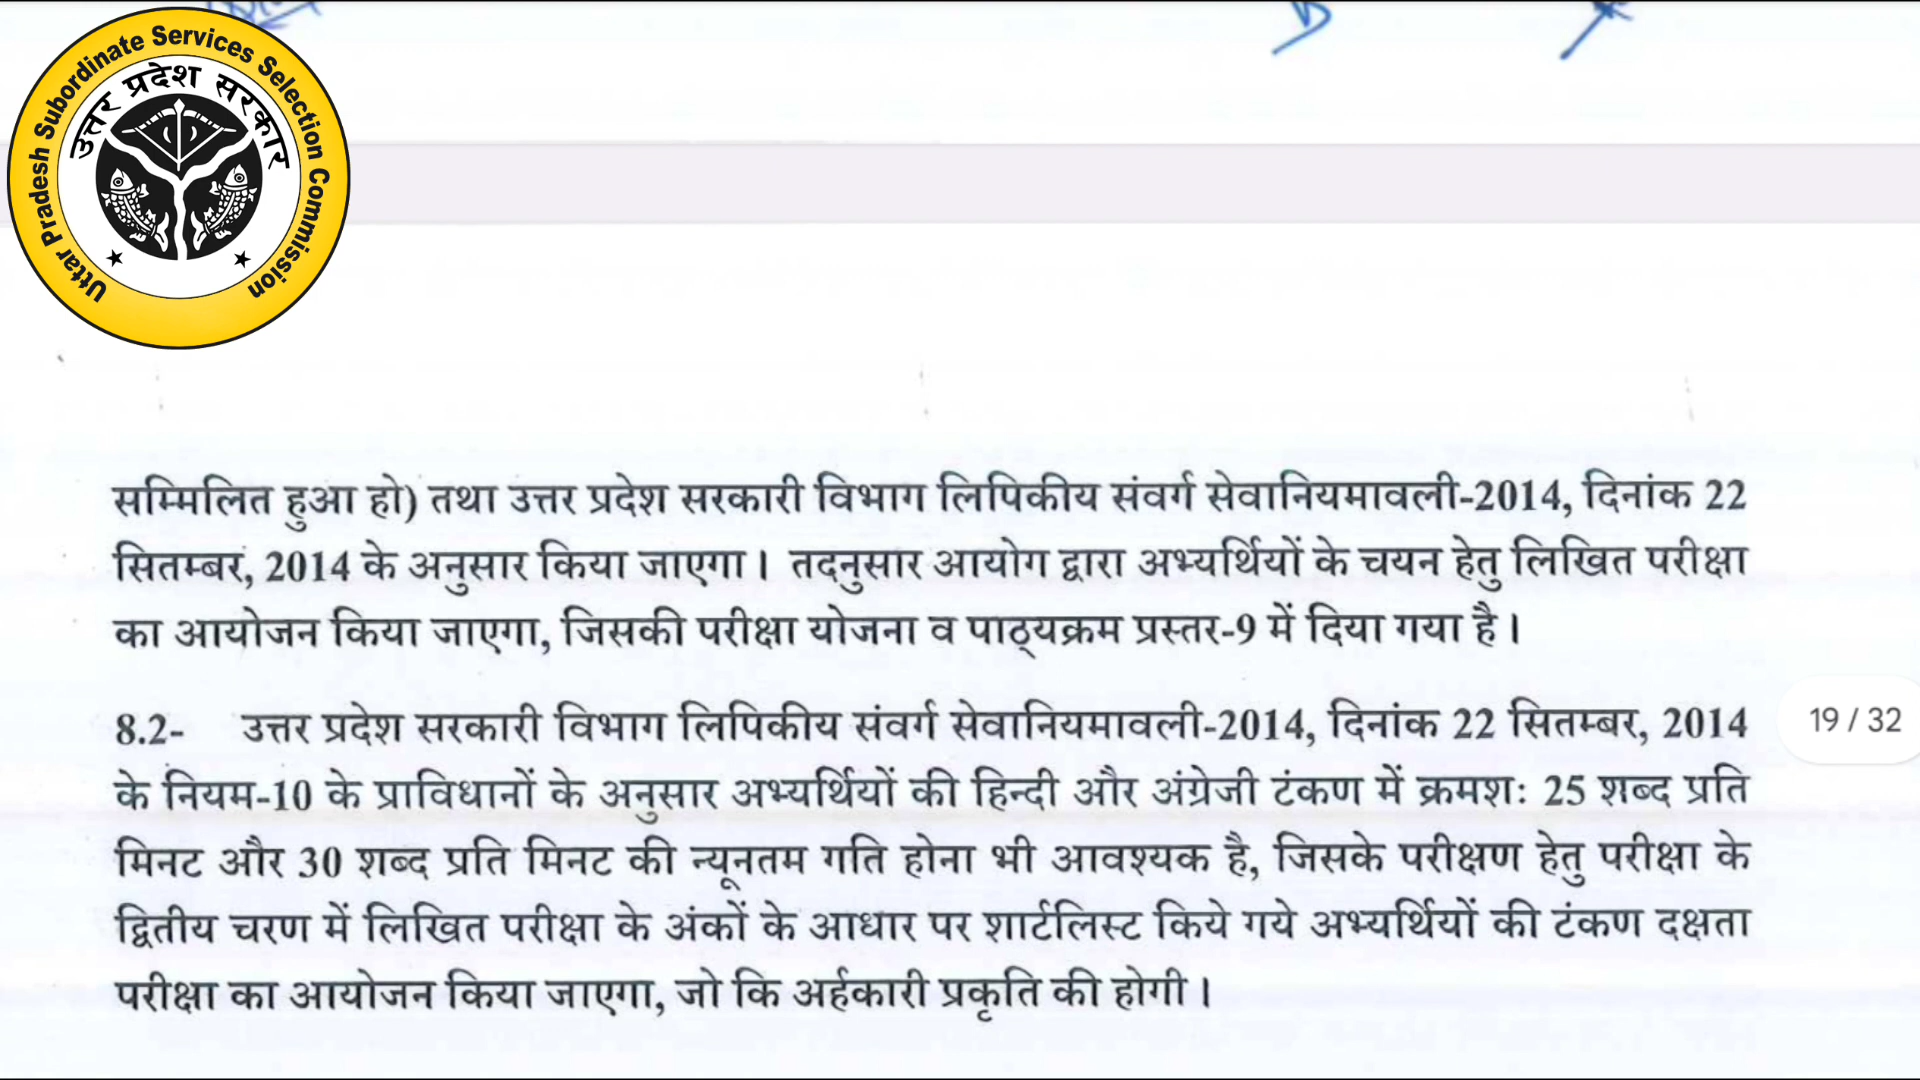 Uttar Pradesh Subordinate Services Selection Commission
उत्तर प्रदेश सरकार
सम्मिलित हुआ हो) तथा उत्तर प्रदेश सरकारी विभाग लिपिकीय संवर्ग सेवानियमावली-2014, दिनांक 22
सितम्बर, 2014 के अनुसार किया जाएगा। तदनुसार आयोग द्वारा अभ्यर्थियों के चयन हेतु लिखित परीक्षा
का आयोजन किया जाएगा, जिसकी परीक्षा योजना व पाठ्यक्रम प्रस्तर-9 में दिया गया है।
8.2- उत्तर प्रदेश सरकारी विभाग लिपिकीय संवर्ग सेवानियमावली-2014, दिनांक 22 सितम्बर, 2014
19 / 32
के नियम-10 के प्राविधानों के अनुसार अभ्यर्थियों की हिन्दी और अंग्रेजी टंकण में क्रमशः 25 शब्द प्रति
मिनट और 30 शब्द प्रति मिनट की न्यूनतम गति होना भी आवश्यक है, जिसके परीक्षण हेतु परीक्षा के
द्वितीय चरण में लिखित परीक्षा के अंकों के आधार पर शार्टलिस्ट किये गये अभ्यर्थियों की टंकण दक्षता
परीक्षा का आयोजन किया जाएगा, जो कि अर्हकारी प्रकृति की होगी।